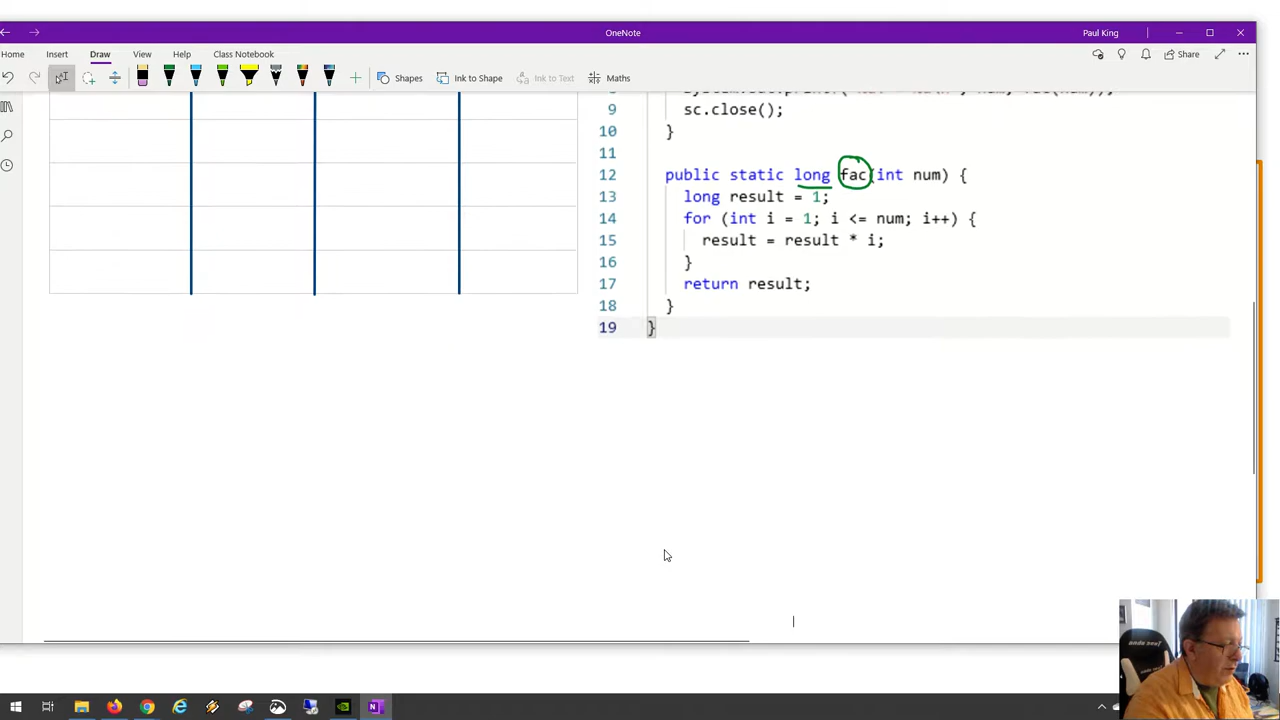 OneNote
Paul King
Home Insert Draw View Help Class Notebook
Share
Shapes Ink to Shape Ink to Text Maths
9 sc.close();
10 }
11
12 public static long fac(int num) {
13 long result = 1;
14 for (int i = 1; i <= num; i++) {
15 result = result * i;
16 }
17 return result;
18 }
19 }